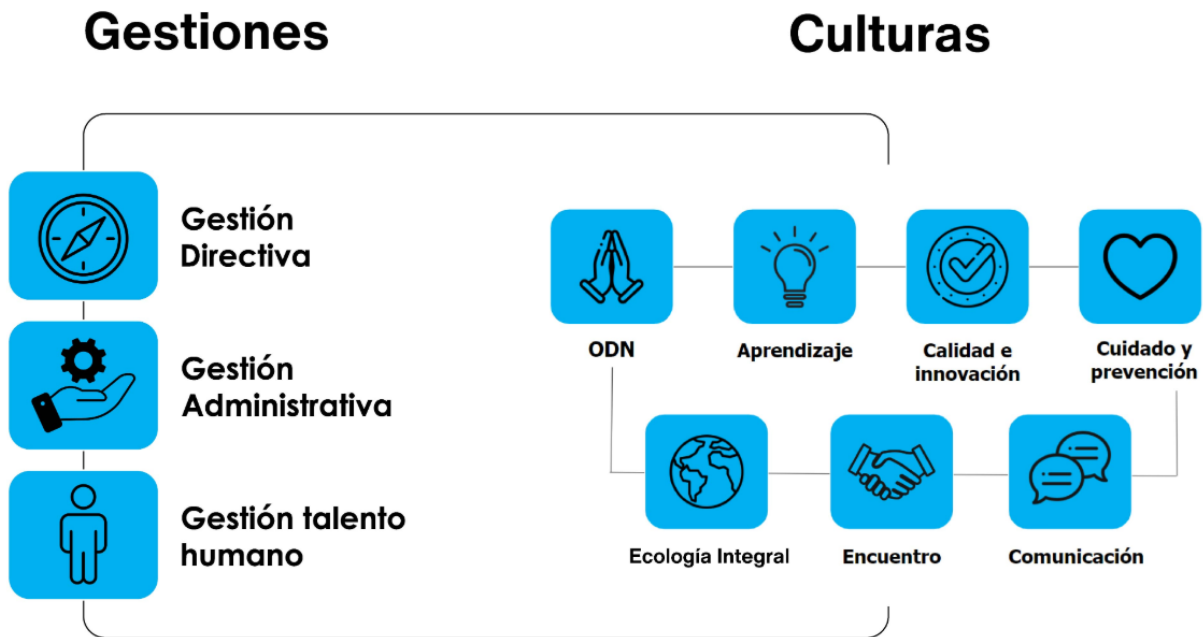 Gestiones
Culturas
Gestión
Directiva
Gestión
Administrativa
Gestión talento
humano
ODN
Aprendizaje
Calidad e
innovación
Cuidado y
prevención
Ecología Integral
Encuentro
Comunicación